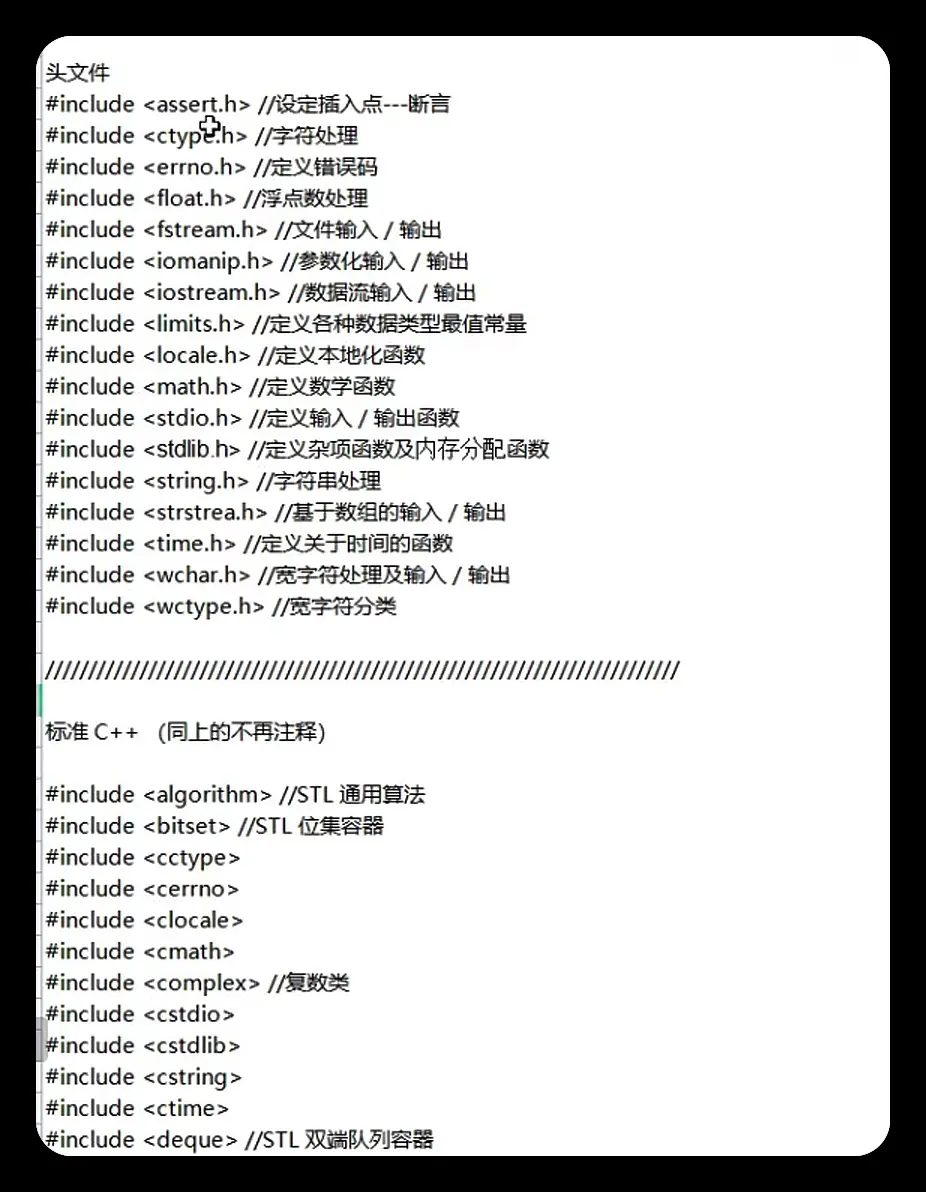 头文件
#include <assert.h> //设定插入点---断言
#include <ctype.h> //字符处理
#include <errno.h> //定义错误码
#include <float.h> //浮点数处理
#include <fstream.h> //文件输入 / 输出
#include <iomanip.h> //参数化输入 / 输出
#include <iostream.h> //数据流输入 / 输出
#include <limits.h> //定义各种数据类型最值常量
#include <locale.h> //定义本地化函数
#include <math.h> //定义数学函数
#include <stdio.h> //定义输入 / 输出函数
#include <stdlib.h> //定义杂项函数及内存分配函数
#include <string.h> //字符串处理
#include <strstrea.h> //基于数组的输入 / 输出
#include <time.h> //定义关于时间的函数
#include <wchar.h> //宽字符处理及输入 / 输出
#include <wctype.h> //宽字符分类
//////////////////////////////////////////////////////////////////////////
标准 C++ (同上的不再注释)
#include <algorithm> //STL 通用算法
#include <bitset> //STL 位集容器
#include <cctype>
#include <cerrno>
#include <clocale>
#include <cmath>
#include <complex> //复数类
#include <cstdio>
#include <cstdlib>
#include <cstring>
#include <ctime>
#include <deque> //STL 双端队列容器